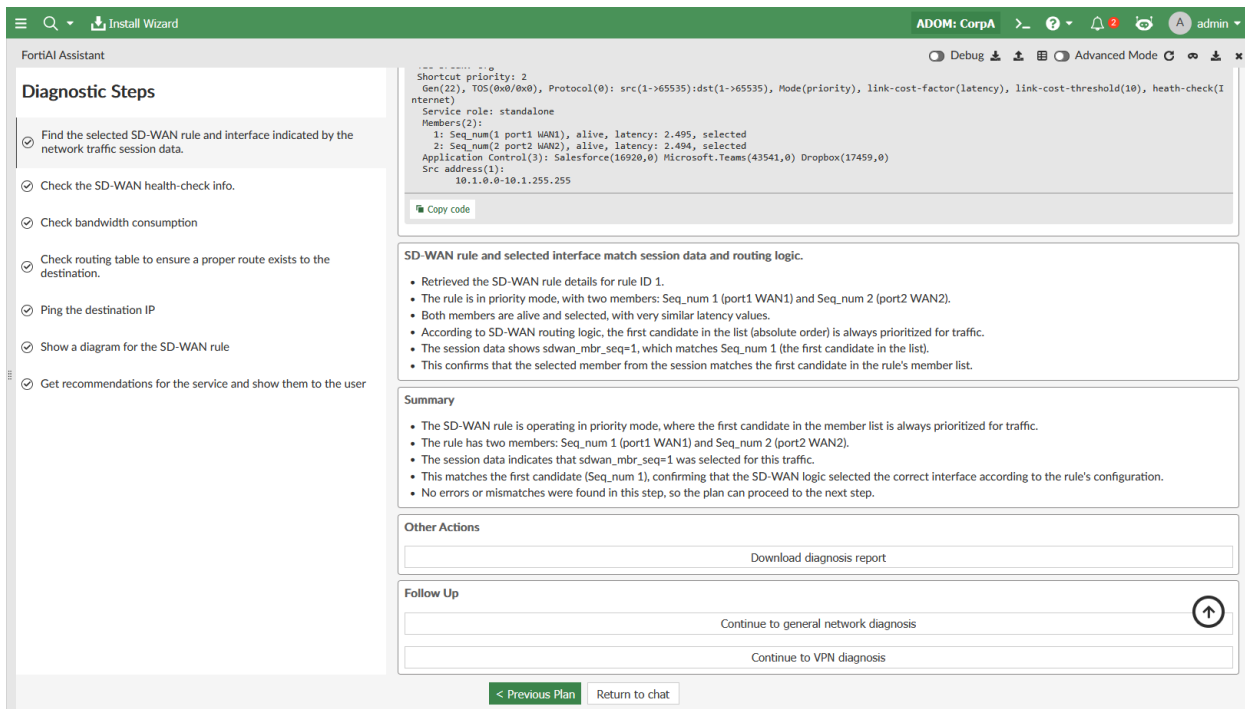 Install Wizard
ADOM: CorpA
2
A admin
FortiAI Assistant
Debug
Advanced Mode
Diagnostic Steps
Find the selected SD-WAN rule and interface indicated by the
network traffic session data.
Check the SD-WAN health-check info.
Check bandwidth consumption
Check routing table to ensure a proper route exists to the
destination.
Ping the destination IP
Show a diagram for the SD-WAN rule
Get recommendations for the service and show them to the user
Shortcut priority: 2
Gen(22), TOS(0x0/0x0), Protocol(0): src(1->65535):dst(1->65535), Mode(priority), link-cost-factor(latency), link-cost-threshold(10), heath-check(I
nternet)
Service role: standalone
Members(2):
1: Seq_num(1 port1 WAN1), alive, latency: 2.495, selected
2: Seq_num(2 port2 WAN2), alive, latency: 2.494, selected
Application Control(3): Salesforce(16920,0) Microsoft.Teams(43541,0) Dropbox(17459,0)
Src address(1):
10.1.0.0-10.1.255.255
Copy code
SD-WAN rule and selected interface match session data and routing logic.
• Retrieved the SD-WAN rule details for rule ID 1.
• The rule is in priority mode, with two members: Seq_num 1 (port1 WAN1) and Seq_num 2 (port2 WAN2).
• Both members are alive and selected, with very similar latency values.
• According to SD-WAN routing logic, the first candidate in the list (absolute order) is always prioritized for traffic.
• The session data shows sdwan_mbr_seq=1, which matches Seq_num 1 (the first candidate in the list).
• This confirms that the selected member from the session matches the first candidate in the rule's member list.
Summary
• The SD-WAN rule is operating in priority mode, where the first candidate in the member list is always prioritized for traffic.
• The rule has two members: Seq_num 1 (port1 WAN1) and Seq_num 2 (port2 WAN2).
• The session data indicates that sdwan_mbr_seq=1 was selected for this traffic.
• This matches the first candidate (Seq_num 1), confirming that the SD-WAN logic selected the correct interface according to the rule's configuration.
• No errors or mismatches were found in this step, so the plan can proceed to the next step.
Other Actions
Download diagnosis report
Follow Up
Continue to general network diagnosis
Continue to VPN diagnosis
< Previous Plan
Return to chat